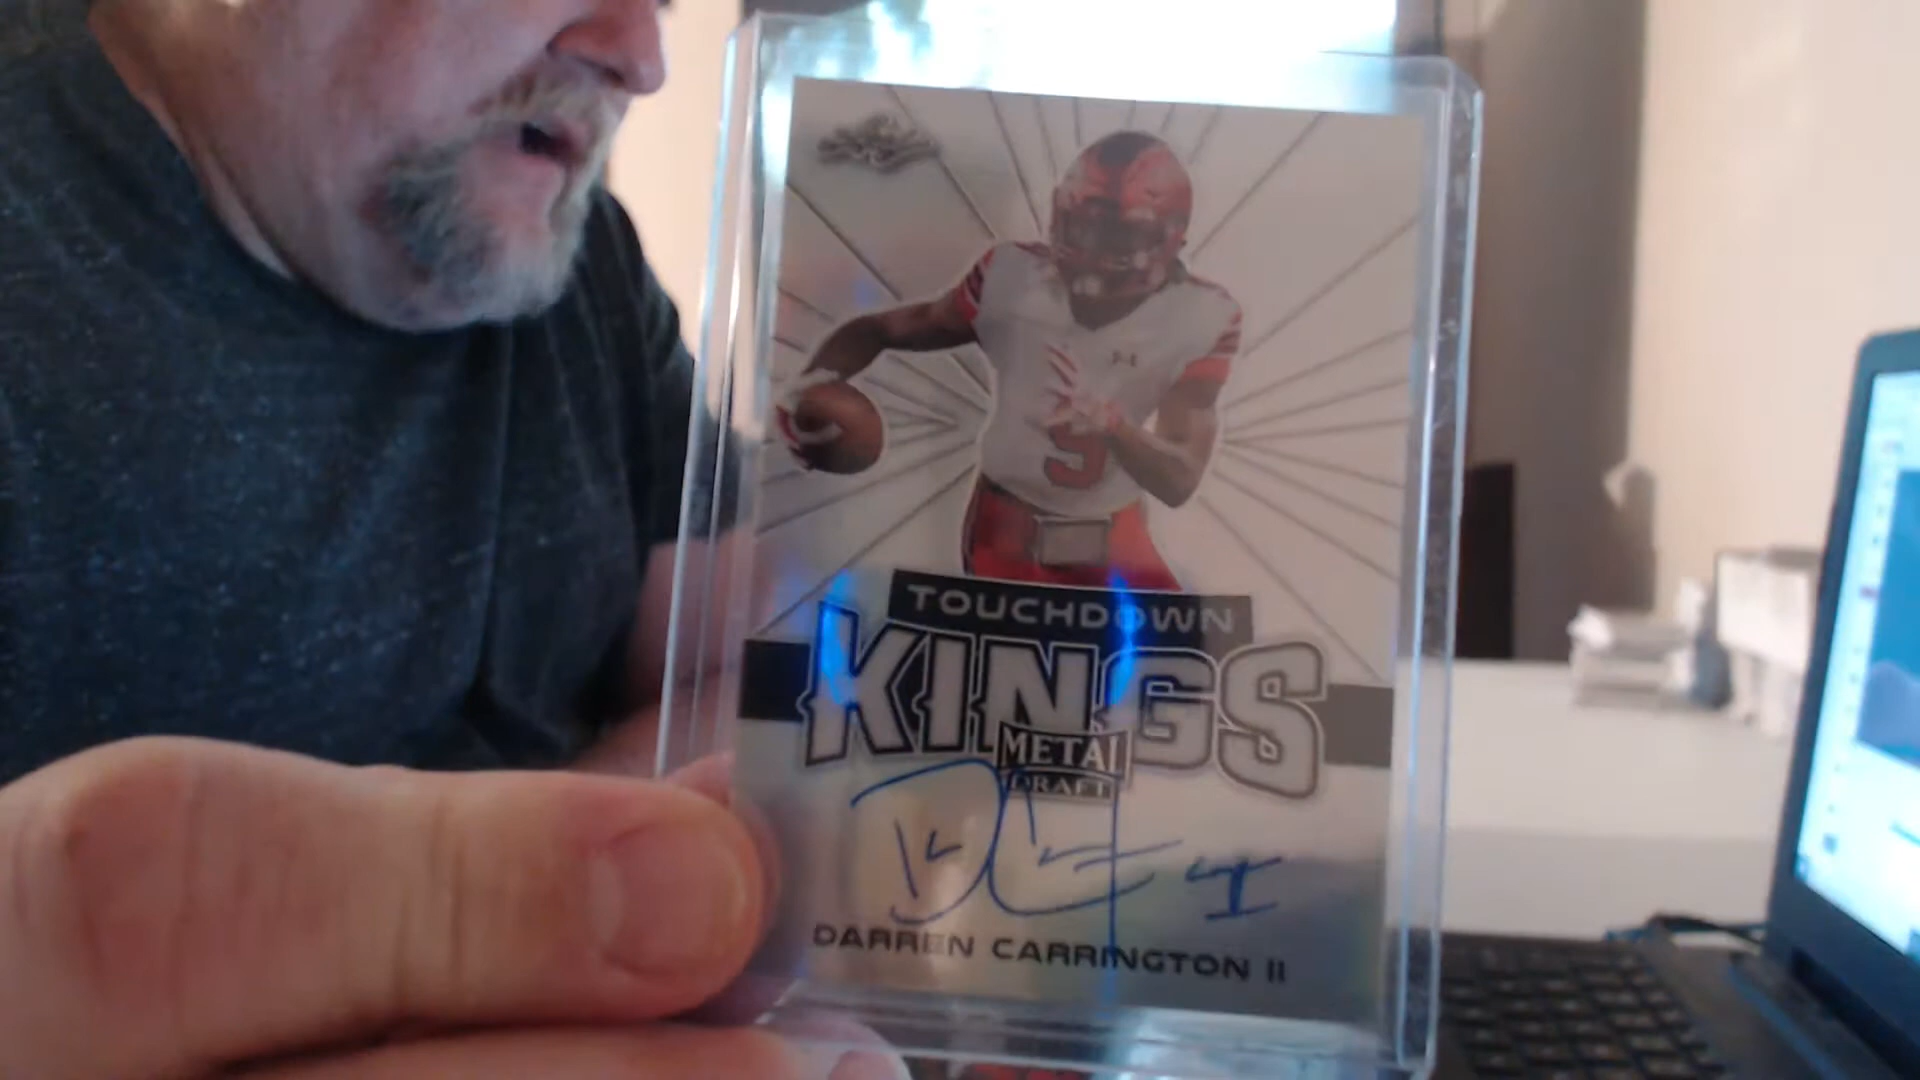 TOUCHDOWN
KINGS
METAL
DRAFT
DARREN CARRINGTON II